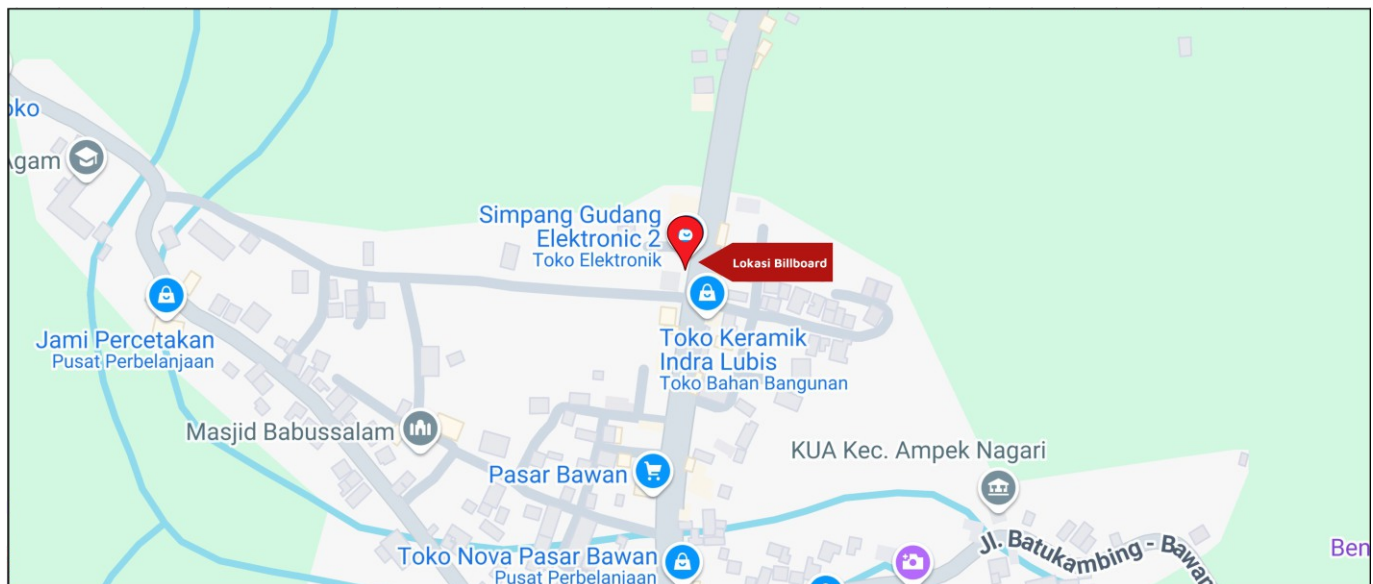 oko
Agam
Simpang Gudang
Elektronic 2
Toko Elektronik
Lokasi Billboard
Jami Percetakan
Pusat Perbelanjaan
Toko Keramik
Indra Lubis
Toko Bahan Bangunan
Masjid Babussalam
KUA Kec. Ampek Nagari
Pasar Bawan
Jl. Batukambing - Bawan
Ben
Toko Nova Pasar Bawan
Pusat Perbelanjaan